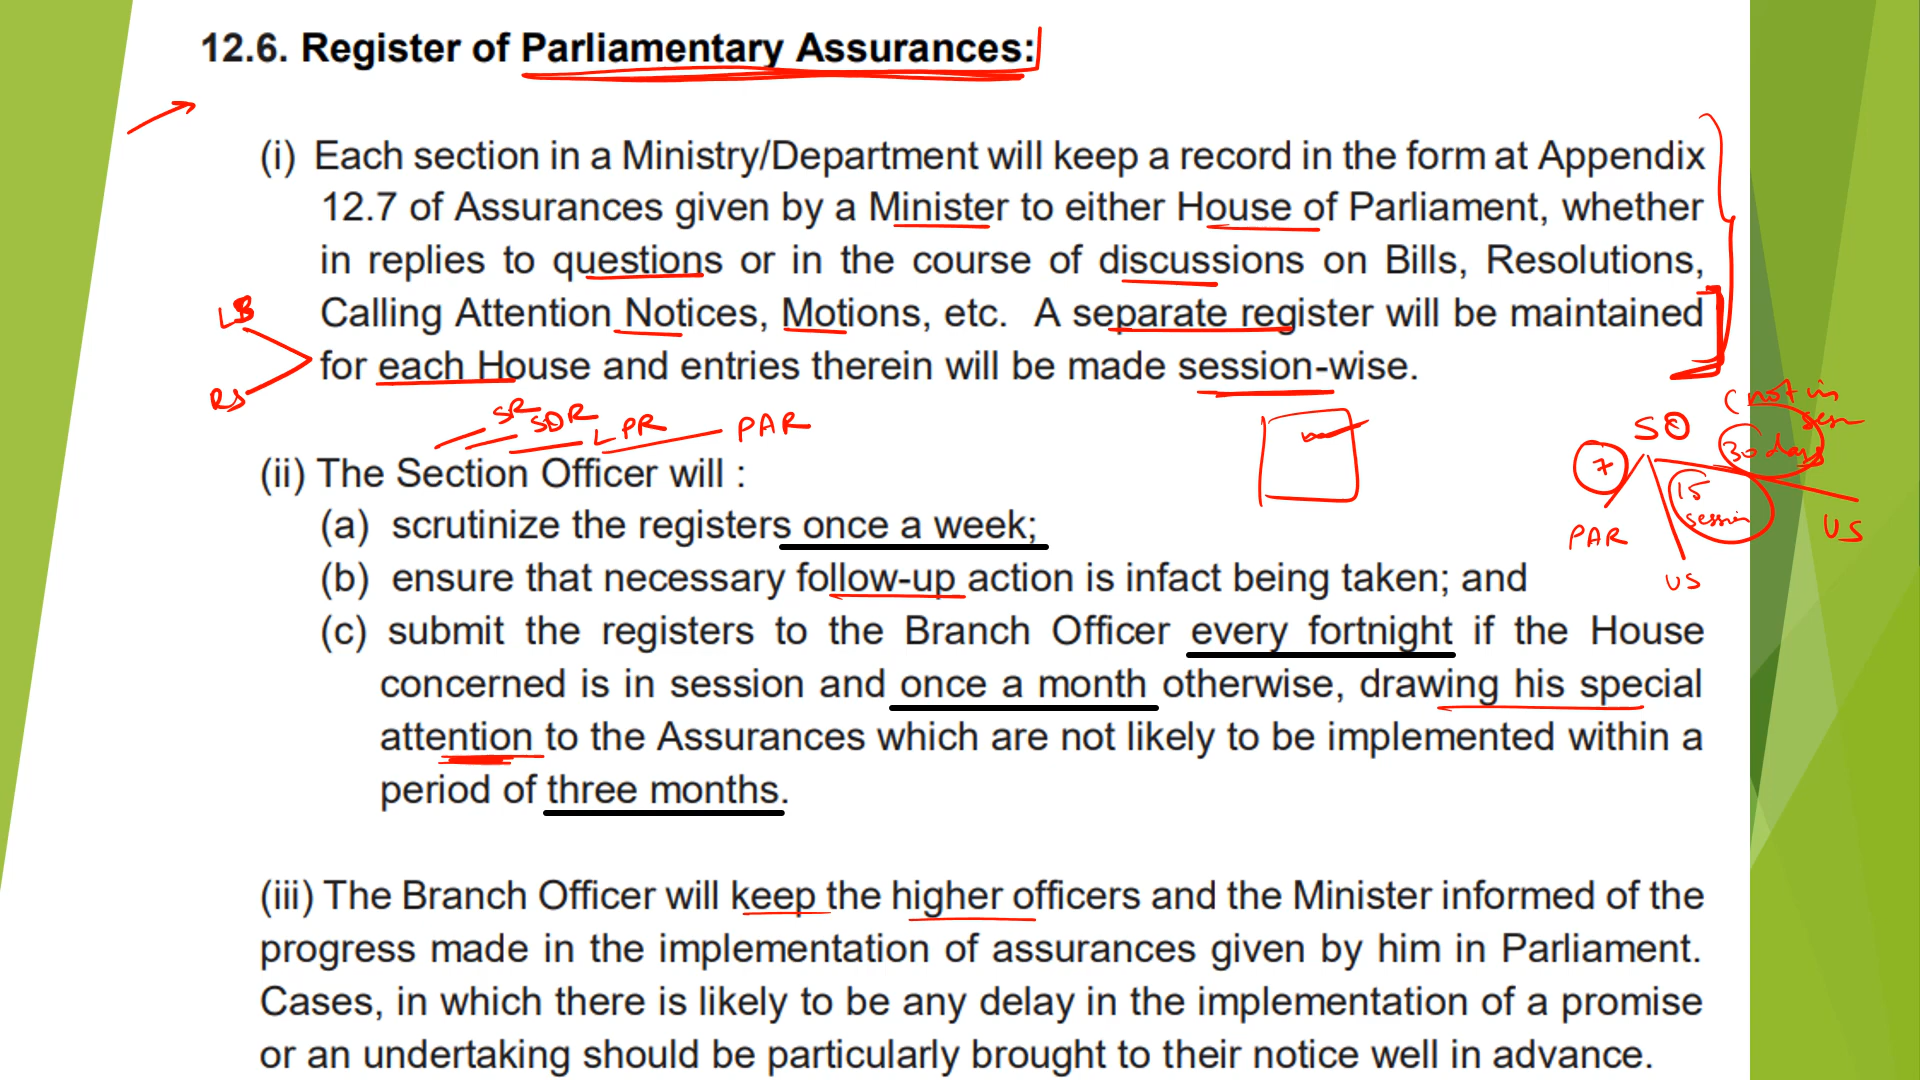 12.6. Register of Parliamentary Assurances:
(i) Each section in a Ministry/Department will keep a record in the form at Appendix
12.7 of Assurances given by a Minister to either House of Parliament, whether
in replies to questions or in the course of discussions on Bills, Resolutions,
Calling Attention Notices, Motions, etc. A separate register will be maintained
for each House and entries therein will be made session-wise.
LS
RS
SR SDR LPR PAR
(ii) The Section Officer will :
(a) scrutinize the registers once a week;
(b) ensure that necessary follow-up action is infact being taken; and
(c) submit the registers to the Branch Officer every fortnight if the House
concerned is in session and once a month otherwise, drawing his special
attention to the Assurances which are not likely to be implemented within a
period of three months.
(not in
SO
30 days
7
15
session
PAR
US
US
(iii) The Branch Officer will keep the higher officers and the Minister informed of the
progress made in the implementation of assurances given by him in Parliament.
Cases, in which there is likely to be any delay in the implementation of a promise
or an undertaking should be particularly brought to their notice well in advance.